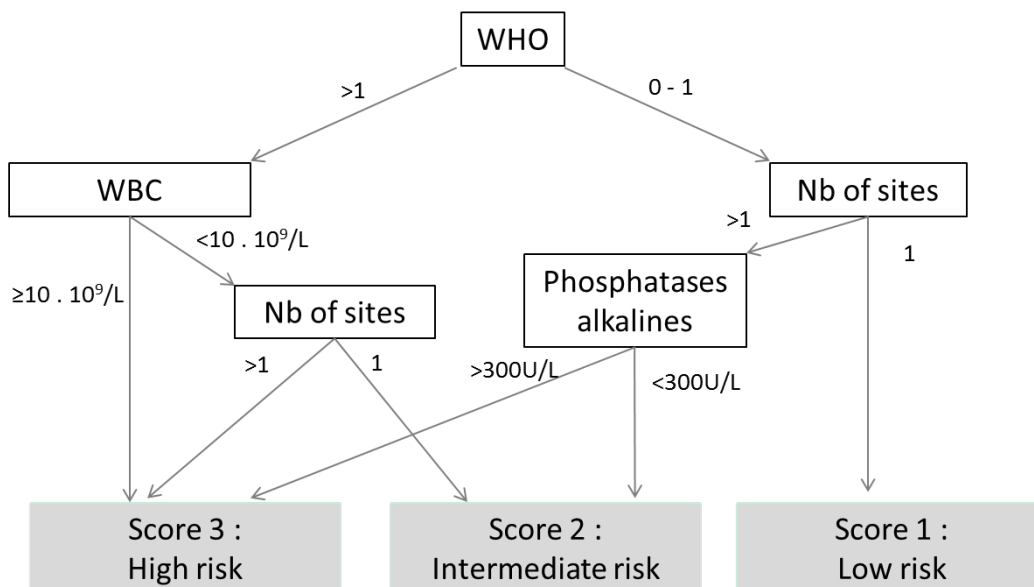 WHO
>1
0 - 1
WBC
Nb of sites
<10 . 10⁹/L
>1
1
≥10 . 10⁹/L
Nb of sites
Phosphatases
alkalines
>1
1
>300U/L
<300U/L
Score 3 :
High risk
Score 2 :
Intermediate risk
Score 1 :
Low risk